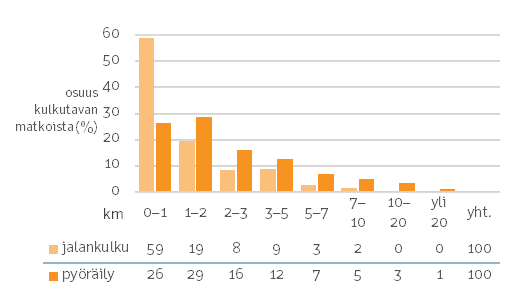 60
50
40
30
20
10
0
osuus
kulkutavan
matkoista (%)
km 0–1 1–2 2–3 3–5 5–7 7–10 10–20 yli 20 yht.
jalankulku 59 19 8 9 3 2 0 0 100
pyöräily 26 29 16 12 7 5 3 1 100